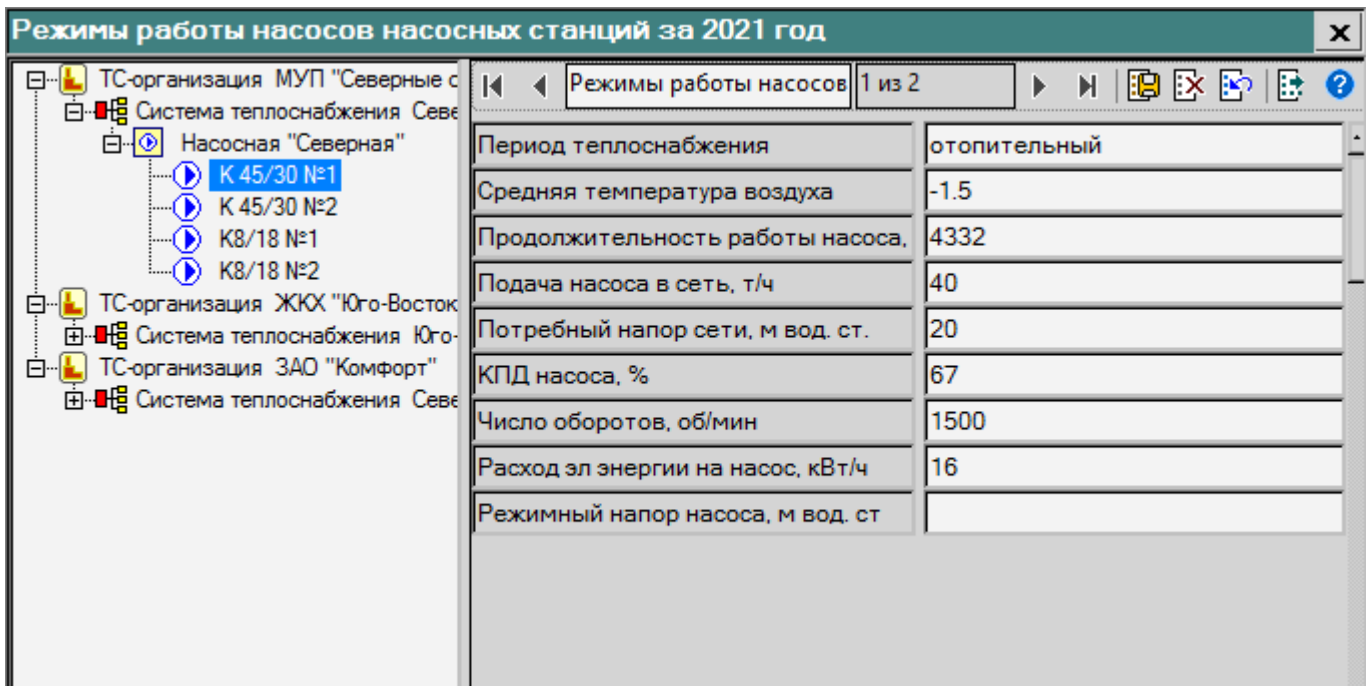 Режимы работы насосов насосных станций за 2021 год
ТС-организация МУП "Северные с
Система теплоснабжения Севе
Насосная "Северная"
К 45/30 №1
К 45/30 №2
К8/18 №1
К8/18 №2
ТС-организация ЖКХ "Юго-Восток
Система теплоснабжения Юго-
ТС-организация ЗАО "Комфорт"
Система теплоснабжения Севе
Режимы работы насосов 1 из 2
Период теплоснабжения отопительный
Средняя температура воздуха -1.5
Продолжительность работы насоса, 4332
Подача насоса в сеть, т/ч 40
Потребный напор сети, м вод. ст. 20
КПД насоса, % 67
Число оборотов, об/мин 1500
Расход эл энергии на насос, кВт/ч 16
Режимный напор насоса, м вод. ст